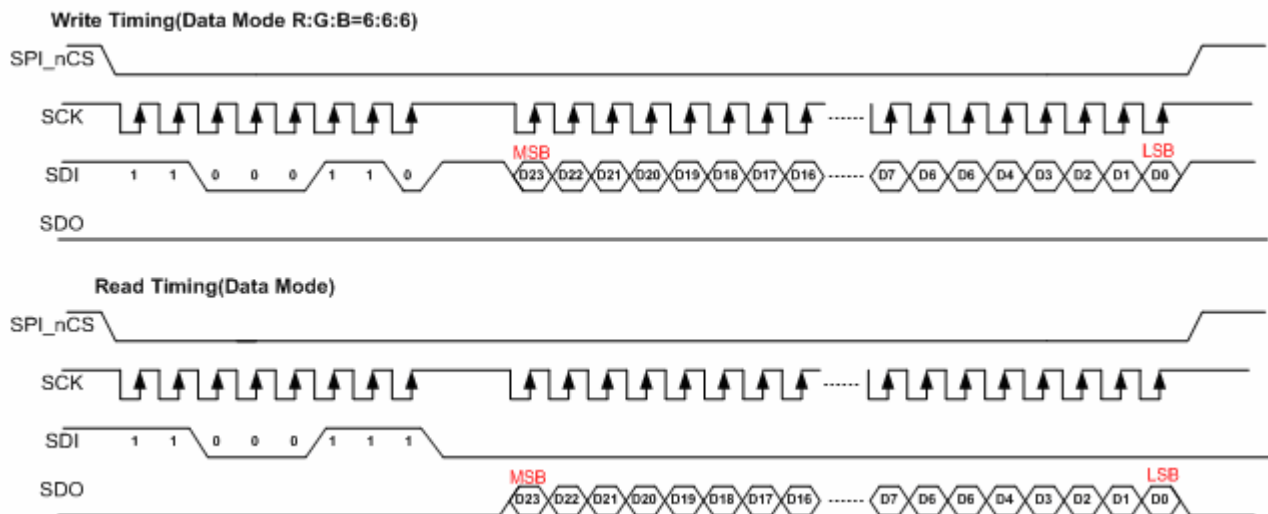 Write Timing(Data Mode R:G:B=6:6:6)
SPI_nCS
SCK
MSB LSB
SDI 1 1 0 0 0 1 1 0 D23 D22 D21 D20 D19 D18 D17 D16 D7 D6 D6 D4 D3 D2 D1 D0
SDO
Read Timing(Data Mode)
SPI_nCS
SCK
SDI 1 1 0 0 0 1 1 1
MSB LSB
SDO D23 D22 D21 D20 D19 D18 D17 D16 D7 D6 D6 D4 D3 D2 D1 D0